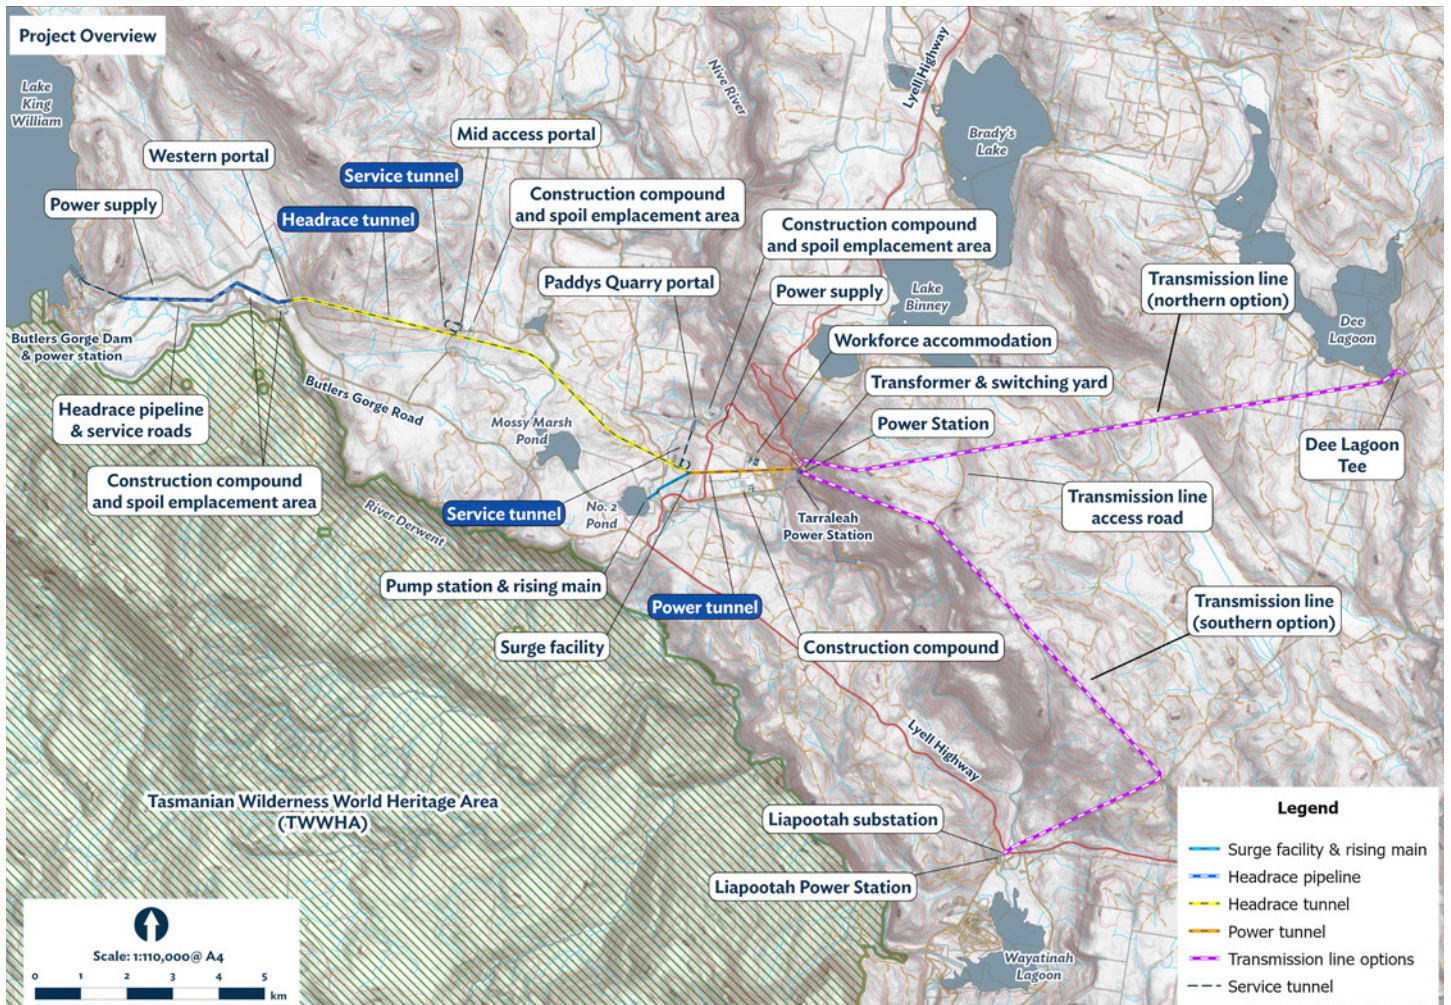 Project Overview
Lake
King
William
Nive River
Lyell Highway
Brady's
Lake
Mid access portal
Western portal
Service tunnel
Construction compound
and spoil emplacement area
Power supply
Headrace tunnel
Construction compound
and spoil emplacement area
Paddys Quarry portal
Power supply
Lake
Binney
Transmission line
(northern option)
Dee
Lagoon
Butlers Gorge Dam
& power station
Workforce accommodation
Transformer & switching yard
Butlers Gorge Road
Headrace pipeline
& service roads
Mossy Marsh
Pond
Power Station
Dee Lagoon
Tee
Construction compound
and spoil emplacement area
River Derwent
Service tunnel
No. 2
Pond
Tarraleah
Power Station
Transmission line
access road
Pump station & rising main
Power tunnel
Transmission line
(southern option)
Surge facility
Construction compound
Lyell Highway
Tasmanian Wilderness World Heritage Area
(TWWHA)
Liapootah substation
Liapootah Power Station
Wayatinah
Lagoon
Scale: 1:110,000@ A4
0 1 2 3 4 5
km
Legend
Surge facility & rising main
Headrace pipeline
Headrace tunnel
Power tunnel
Transmission line options
Service tunnel